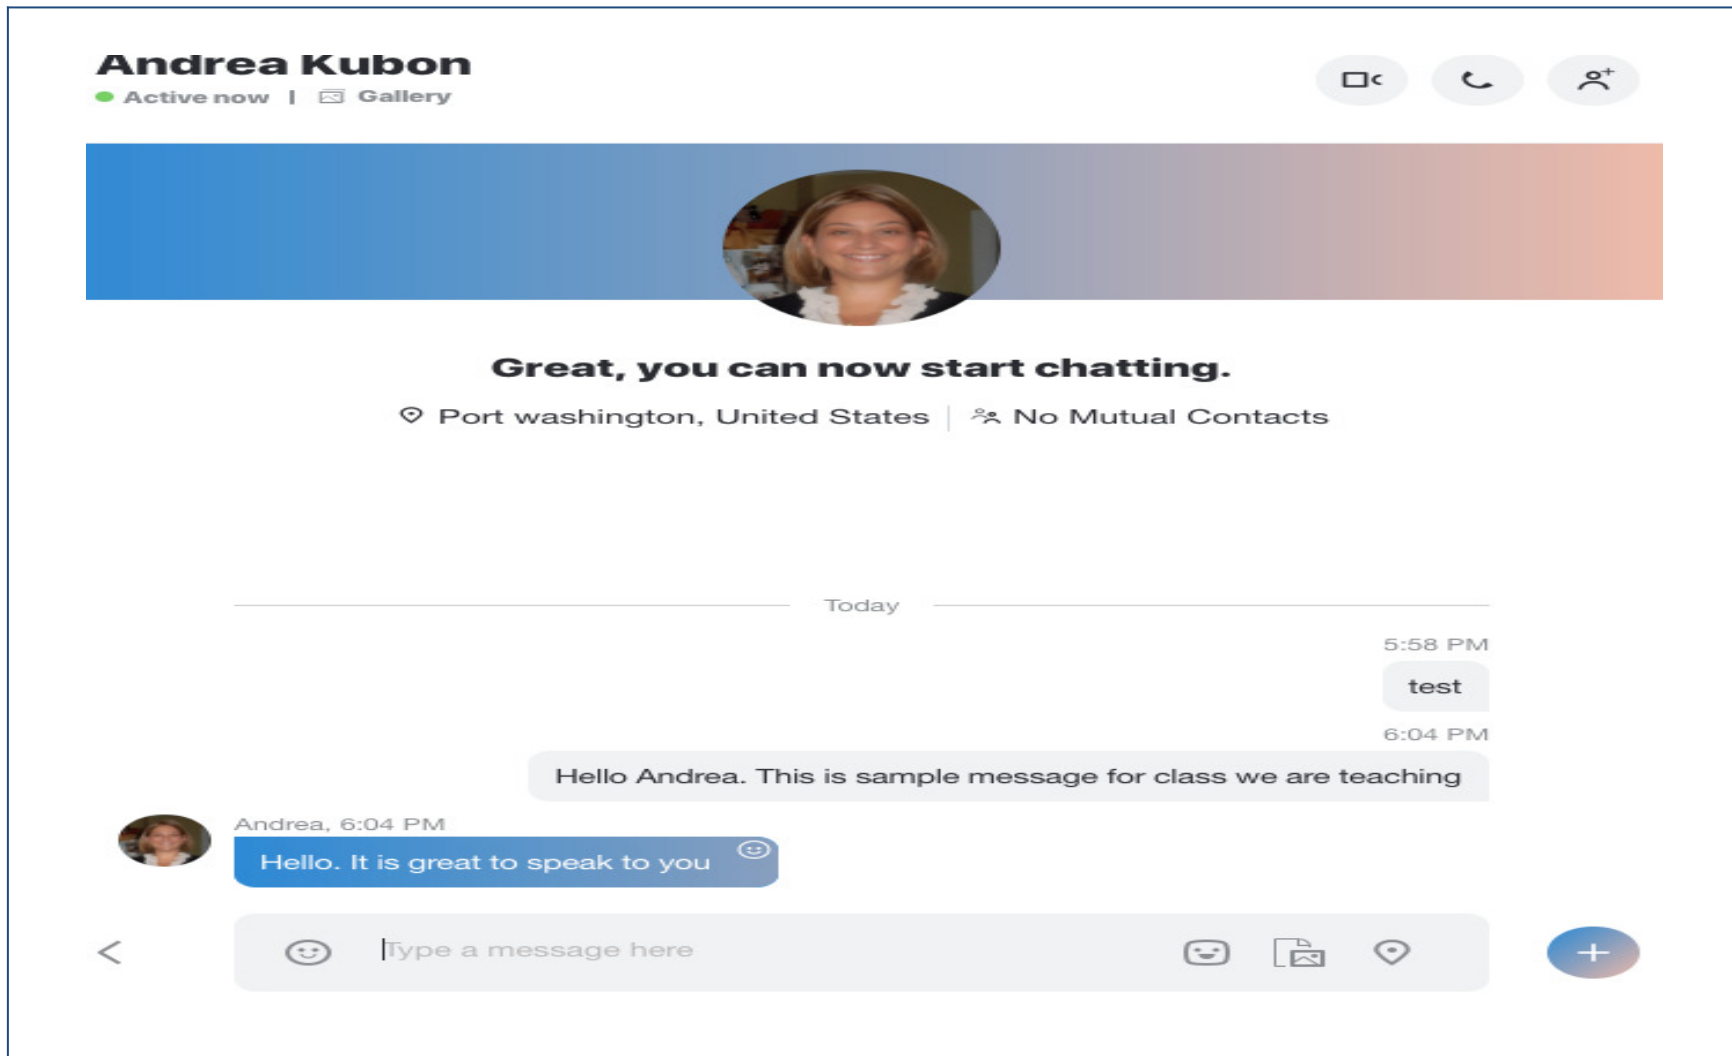 Andrea Kubon
Active now | Gallery
Great, you can now start chatting.
Port washington, United States | No Mutual Contacts
Today
5:58 PM
test
6:04 PM
Hello Andrea. This is sample message for class we are teaching
Andrea, 6:04 PM
Hello. It is great to speak to you
Type a message here